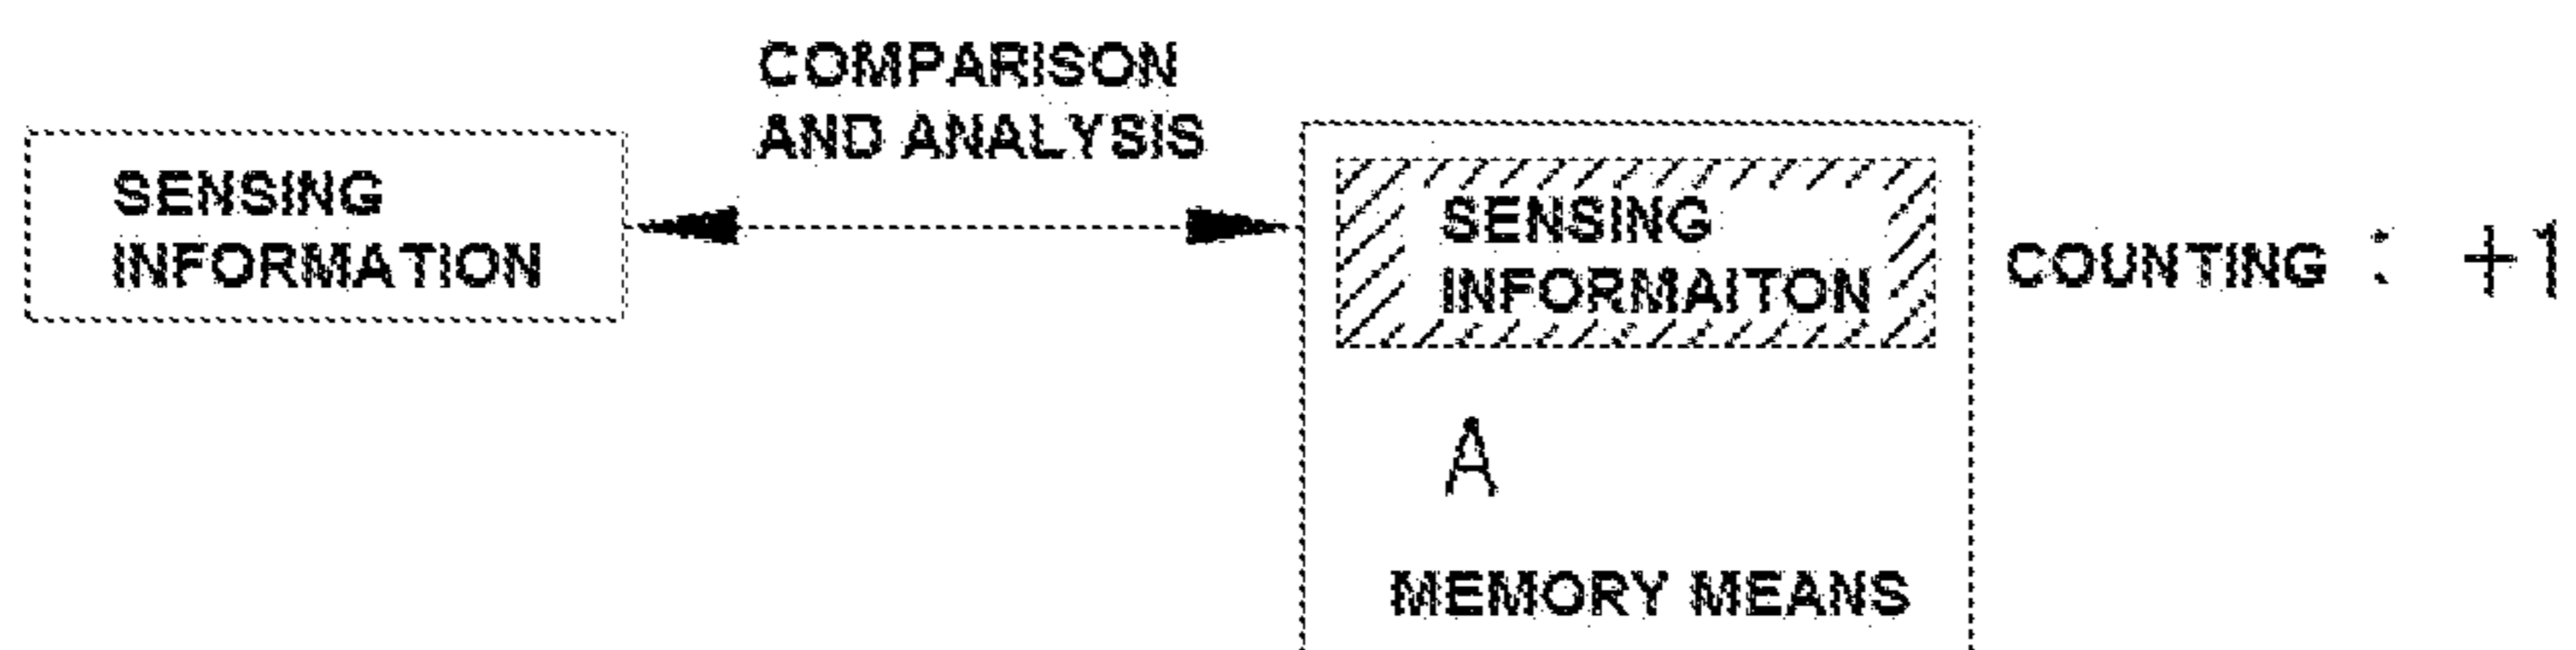 COMPARISON
AND ANALYSIS
SENSING
INFORMATION
SENSING
INFORMAITON
COUNTING : +1
A
MEMORY MEANS